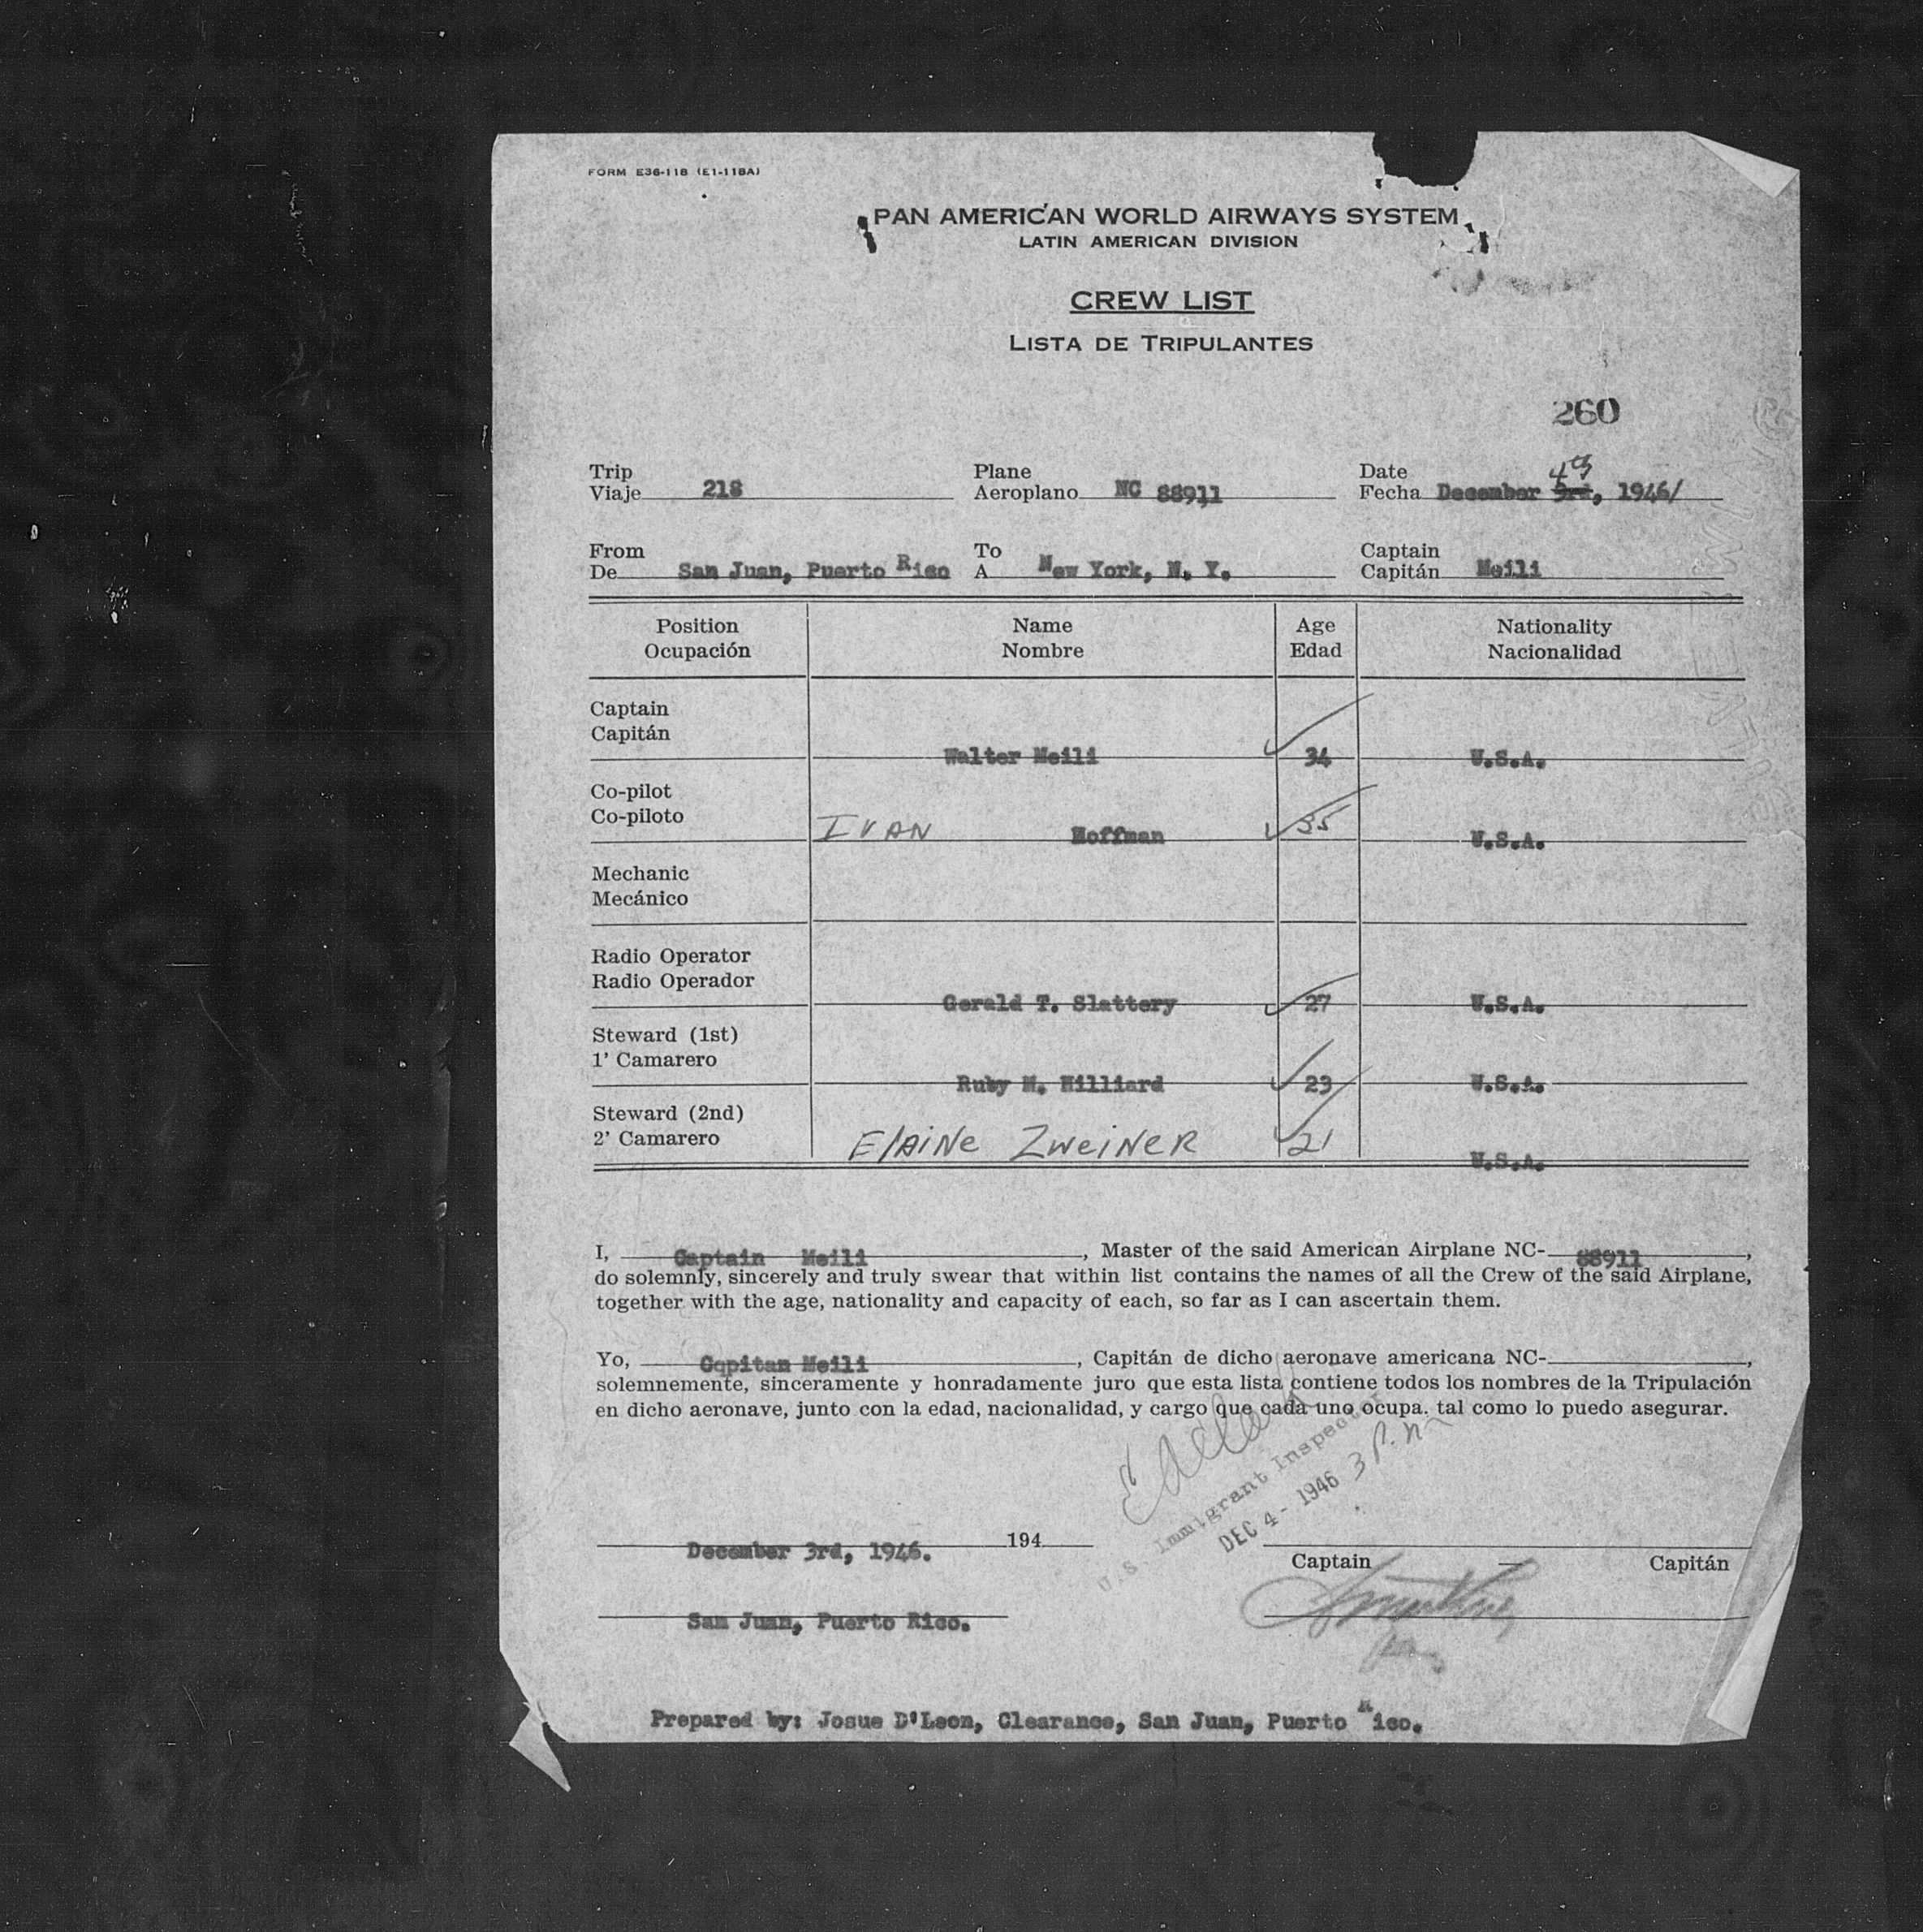 FORM E36-118 (E1-118A)
PAN AMERICAN WORLD AIRWAYS SYSTEM
LATIN AMERICAN DIVISION
CREW LIST
LISTA DE TRIPULANTES
260
Trip Plane Date 4th
Viaje 218 Aeroplano NC 88911 Fecha December 3rd, 1946/
From To Captain
De San Juan, Puerto Rico A New York, N. Y. Capitán Meili
Position Name Age Nationality
Ocupación Nombre Edad Nacionalidad
Captain
Capitán
Walter Meili 34 U.S.A.
Co-pilot
Co-piloto
IVAN Hoffman 35 U.S.A.
Mechanic
Mecánico
Radio Operator
Radio Operador
Gerald T. Slattery 27 U.S.A.
Steward (1st)
1' Camarero
Ruby M. Hilliard 23 U.S.A.
Steward (2nd)
2' Camarero ElAiNe ZweiNeR 21
U.S.A.
I, Captain Meili, Master of the said American Airplane NC-88911,
do solemnly, sincerely and truly swear that within list contains the names of all the Crew of the said Airplane,
together with the age, nationality and capacity of each, so far as I can ascertain them.
Yo, Cqpitan Meili, Capitán de dicho aeronave americana NC-,
solemnemente, sinceramente y honradamente juro que esta lista contiene todos los nombres de la Tripulación
en dicho aeronave, junto con la edad, nacionalidad, y cargo que cada uno ocupa. tal como lo puedo asegurar.
U.S. Immigrant Inspector
DEC 4 - 1946 3 P.m
December 3rd, 1946. 194
Captain — Capitán
San Juan, Puerto Rico.
Prepared by: Josue D'Leon, Clearance, San Juan, Puerto Rico.